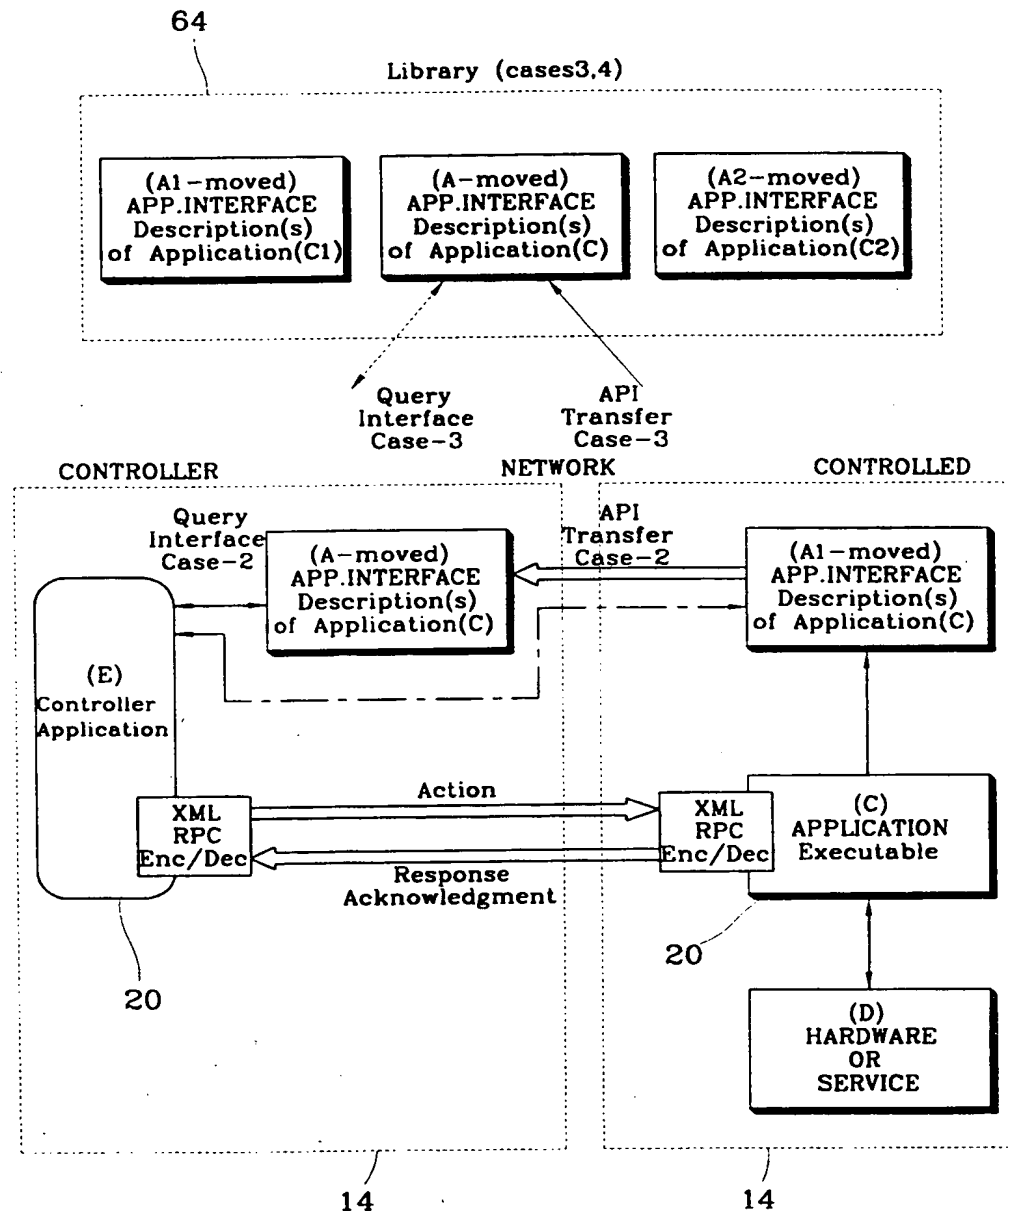 64
Library (cases3,4)
(A1-moved)
APP.INTERFACE
Description(s)
of Application(C1)
(A-moved)
APP.INTERFACE
Description(s)
of Application(C)
(A2-moved)
APP.INTERFACE
Description(s)
of Application(C2)
Query
Interface
Case-3
API
Transfer
Case-3
CONTROLLER
NETWORK
CONTROLLED
Query
Interface
Case-2
(A-moved)
APP.INTERFACE
Description(s)
of Application(C)
API
Transfer
Case-2
(A1-moved)
APP.INTERFACE
Description(s)
of Application(C)
(E)
Controller
Application
XML
RPC
Enc/Dec
Action
Response
Acknowledgment
XML
RPC
Enc/Dec
(C)
APPLICATION
Executable
20
20
(D)
HARDWARE
OR
SERVICE
14
14